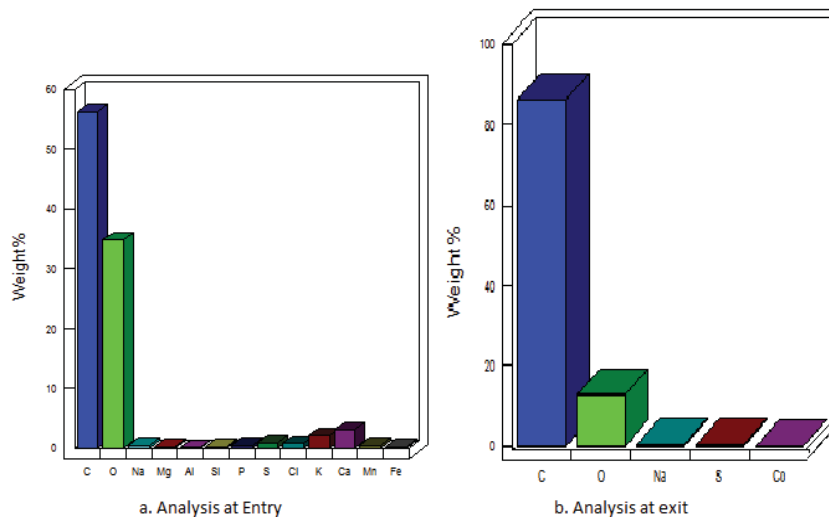 60
50
40
30
20
10
0
Weight%
C O Na Mg Al Si P S Cl K Ca Mn Fe
a. Analysis at Entry
100
80
60
40
20
0
Weight%
C O Na S Co
b. Analysis at exit